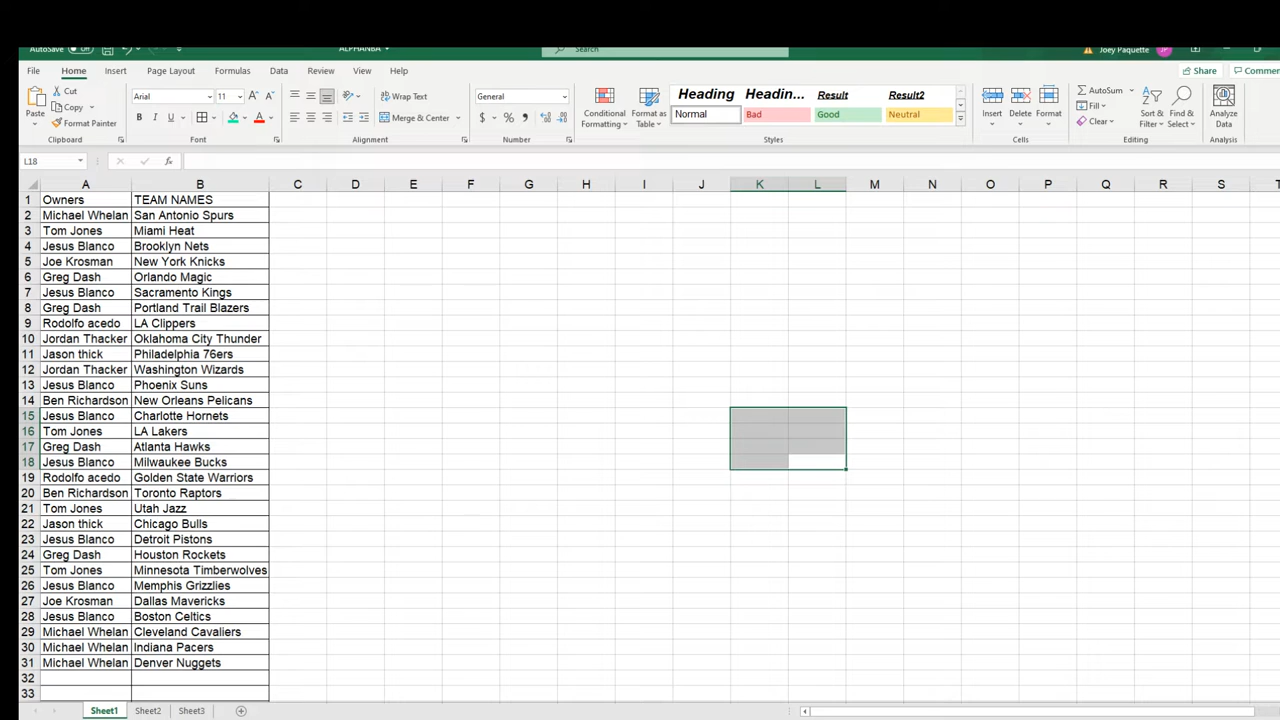 AutoSave Off ALPHANBA Search Joey Paquette JP
File Home Insert Page Layout Formulas Data Review View Help Share Commen
Paste Cut Copy Format Painter
Arial 11
Wrap Text
Merge & Center
General
Conditional Formatting Format as Table
Heading Headin... Result Result2
Normal Bad Good Neutral
Insert Delete Format
AutoSum Fill Clear
Sort & Filter Find & Select
Analyze Data
Clipboard Font Alignment Number Styles Cells Editing Analysis
L18 fx
A B C D E F G H I J K L M N O P Q R S T
1 Owners TEAM NAMES
2 Michael Whelan San Antonio Spurs
3 Tom Jones Miami Heat
4 Jesus Blanco Brooklyn Nets
5 Joe Krosman New York Knicks
6 Greg Dash Orlando Magic
7 Jesus Blanco Sacramento Kings
8 Greg Dash Portland Trail Blazers
9 Rodolfo acedo LA Clippers
10 Jordan Thacker Oklahoma City Thunder
11 Jason thick Philadelphia 76ers
12 Jordan Thacker Washington Wizards
13 Jesus Blanco Phoenix Suns
14 Ben Richardson New Orleans Pelicans
15 Jesus Blanco Charlotte Hornets
16 Tom Jones LA Lakers
17 Greg Dash Atlanta Hawks
18 Jesus Blanco Milwaukee Bucks
19 Rodolfo acedo Golden State Warriors
20 Ben Richardson Toronto Raptors
21 Tom Jones Utah Jazz
22 Jason thick Chicago Bulls
23 Jesus Blanco Detroit Pistons
24 Greg Dash Houston Rockets
25 Tom Jones Minnesota Timberwolves
26 Jesus Blanco Memphis Grizzlies
27 Joe Krosman Dallas Mavericks
28 Jesus Blanco Boston Celtics
29 Michael Whelan Cleveland Cavaliers
30 Michael Whelan Indiana Pacers
31 Michael Whelan Denver Nuggets
32
33
Sheet1 Sheet2 Sheet3